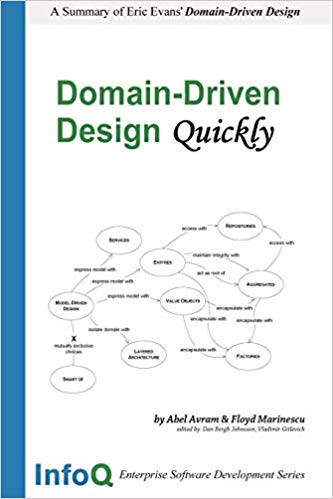 A Summary of Eric Evans' Domain-Driven Design
Domain-Driven
Design Quickly
REPOSITORIES
access with
SERVICES
access with
express model with
maintain integrity with
ENTITIES
express model with
act as root of
AGGREGATES
MODEL-DRIVEN
DESIGN
express model with
VALUE OBJECTS
encapsulate with
encapsulate with
X
mutually exclusive
choices
isolate domain with
encapsulate with
LAYERED
ARCHITECTURE
FACTORIES
SMART UI
by Abel Avram & Floyd Marinescu
edited by: Dan Bergh Johnsson, Vladimir Gitlevich
InfoQ Enterprise Software Development Series